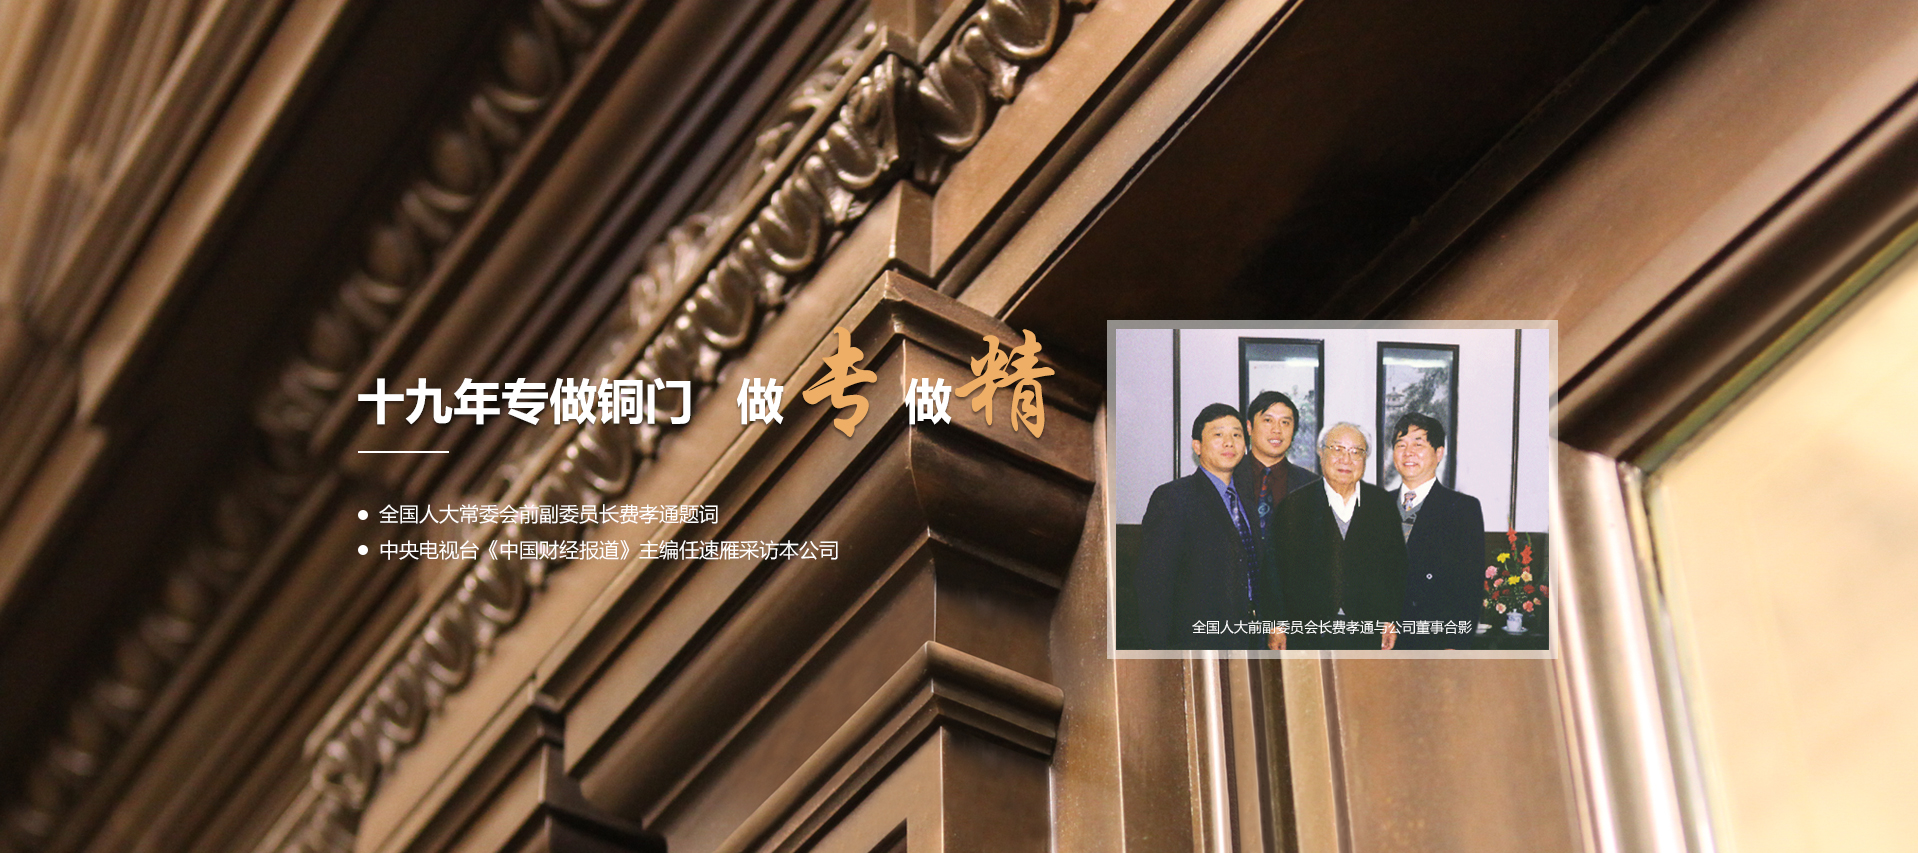 十九年专做铜门 做专 做精
全国人大常委会前副委员长费孝通题词
中央电视台《中国财经报道》主编任速雁采访本公司
全国人大前副委员会长费孝通与公司董事合影